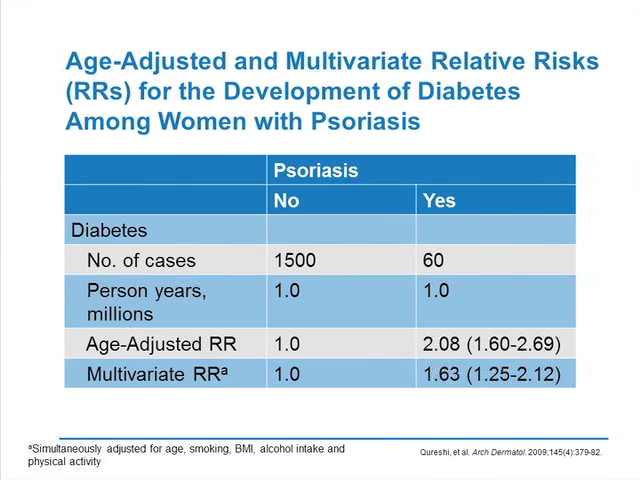 Age-Adjusted and Multivariate Relative Risks
(RRs) for the Development of Diabetes
Among Women with Psoriasis
Psoriasis
No Yes
Diabetes
No. of cases 1500 60
Person years, 1.0 1.0
millions
Age-Adjusted RR 1.0 2.08 (1.60-2.69)
Multivariate RRᵃ 1.0 1.63 (1.25-2.12)
ᵃSimultaneously adjusted for age, smoking, BMI, alcohol intake and
physical activity
Qureshi, et al. Arch Dermatol. 2009;145(4):379-82.